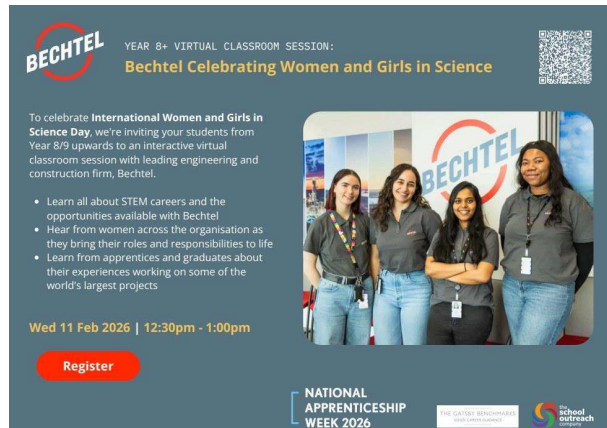 BECHTEL
YEAR 8+ VIRTUAL CLASSROOM SESSION:
Bechtel Celebrating Women and Girls in Science
To celebrate International Women and Girls in
Science Day, we're inviting your students from
Year 8/9 upwards to an interactive virtual
classroom session with leading engineering and
construction firm, Bechtel.
• Learn all about STEM careers and the
opportunities available with Bechtel
• Hear from women across the organisation as
they bring their roles and responsibilities to life
• Learn from apprentices and graduates about
their experiences working on some of the
world's largest projects
BECHTEL
Wed 11 Feb 2026 | 12:30pm - 1:00pm
Register
NATIONAL
APPRENTICESHIP
WEEK 2026
THE GATSBY BENCHMARKS
GOOD CAREER GUIDANCE
the
school
outreach
company